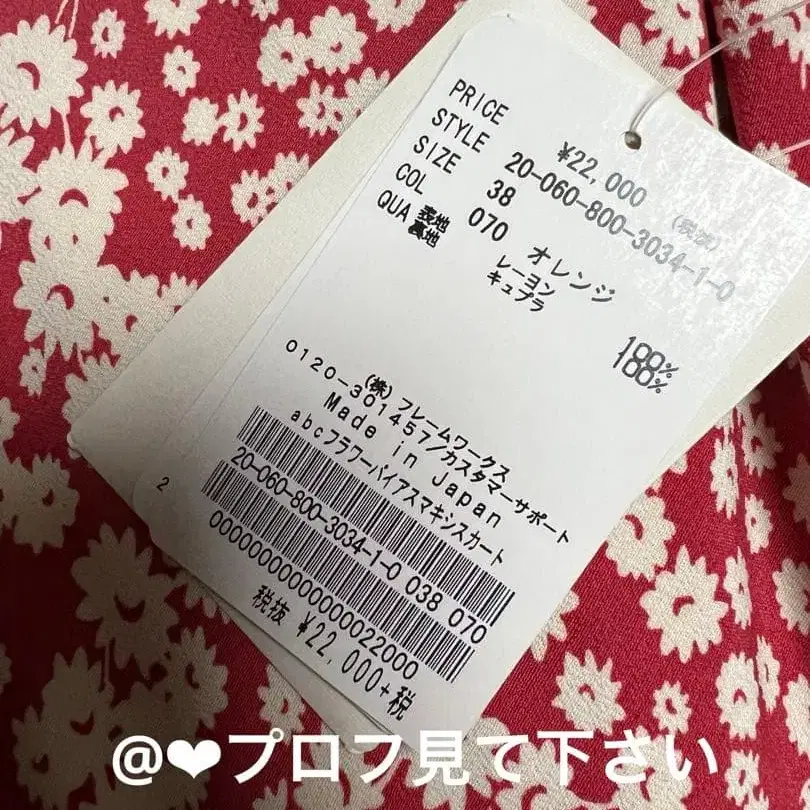 PRICE ¥22,000 (税抜)
STYLE 20-060-800-3034-1-0
SIZE 38
COL 070 オレンジ
QUA 表地 レーヨン 100%
裏地 キュプラ 100%
(株)フレームワークス
0120-301457/カスタマーサポート
Made in Japan
abcフラワーバイアスマキシスカート
20-060-800-3034-1-0 038 070
0000000000000022000
税抜 ¥22,000+税
2
@❤プロフ見て下さい